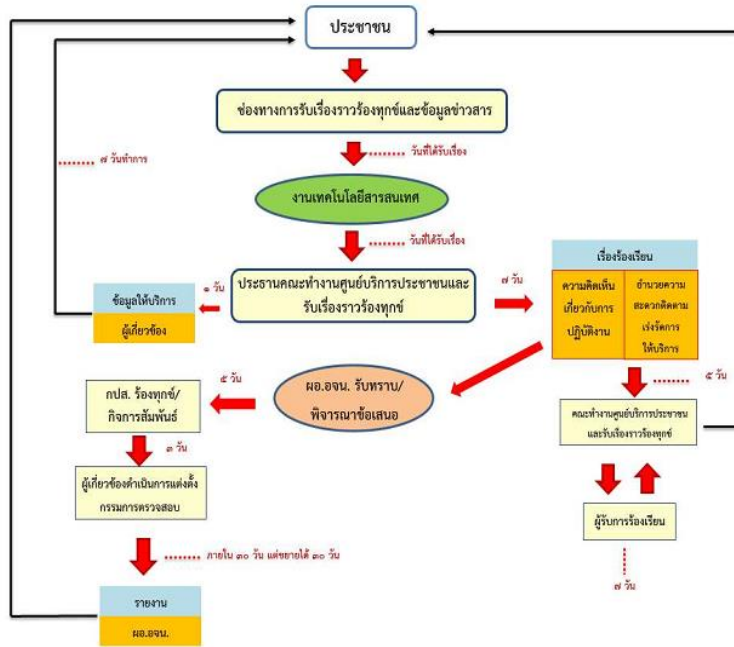 ประชาชน
ช่องทางการรับเรื่องราวร้องทุกข์และข้อมูลข่าวสาร
......... วันที่ได้รับเรื่อง
......... ๗ วันทำการ
งานเทคโนโลยีสารสนเทศ
......... วันที่ได้รับเรื่อง
ประธานคณะทำงานศูนย์บริการประชาชนและ
รับเรื่องราวร้องทุกข์
๑ วัน
ข้อมูลให้บริการ
ผู้เกี่ยวข้อง
๗ วัน
เรื่องร้องเรียน
ความคิดเห็น
เกี่ยวกับการ
ปฏิบัติงาน
อำนวยความ
สะดวกติดตาม
เร่งรัดการ
ให้บริการ
ผอ.อจน. รับทราบ/
พิจารณาข้อเสนอ
๕ วัน
กปส. ร้องทุกข์/
กิจการสัมพันธ์
๓ วัน
ผู้เกี่ยวข้องดำเนินการแต่งตั้ง
กรรมการตรวจสอบ
......... ภายใน ๓๐ วัน แต่ขยายได้ ๓๐ วัน
รายงาน
ผอ.อจน.
......... ๕ วัน
คณะทำงานศูนย์บริการประชาชน
และรับเรื่องราวร้องทุกข์
ผู้รับการร้องเรียน
๗ วัน